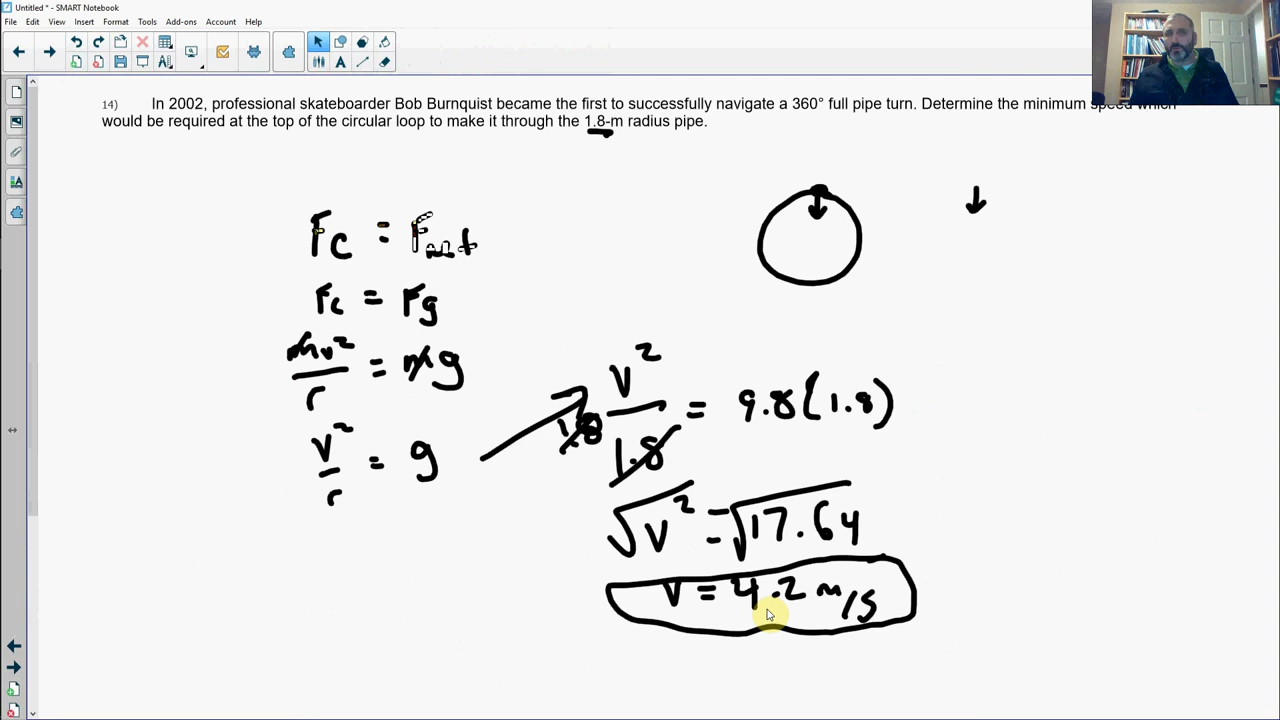 Untitled * - SMART Notebook
File Edit View Insert Format Tools Add-ons Account Help
14) In 2002, professional skateboarder Bob Burnquist became the first to successfully navigate a 360° full pipe turn. Determine the minimum speed which
would be required at the top of the circular loop to make it through the 1.8-m radius pipe.
Fc = Fnet
Fc = Fg
mv²/r = mg
v²/r = g
1.8 v²/1.8 = 9.8(1.8)
√v² = √17.64
v = 4.2 m/s